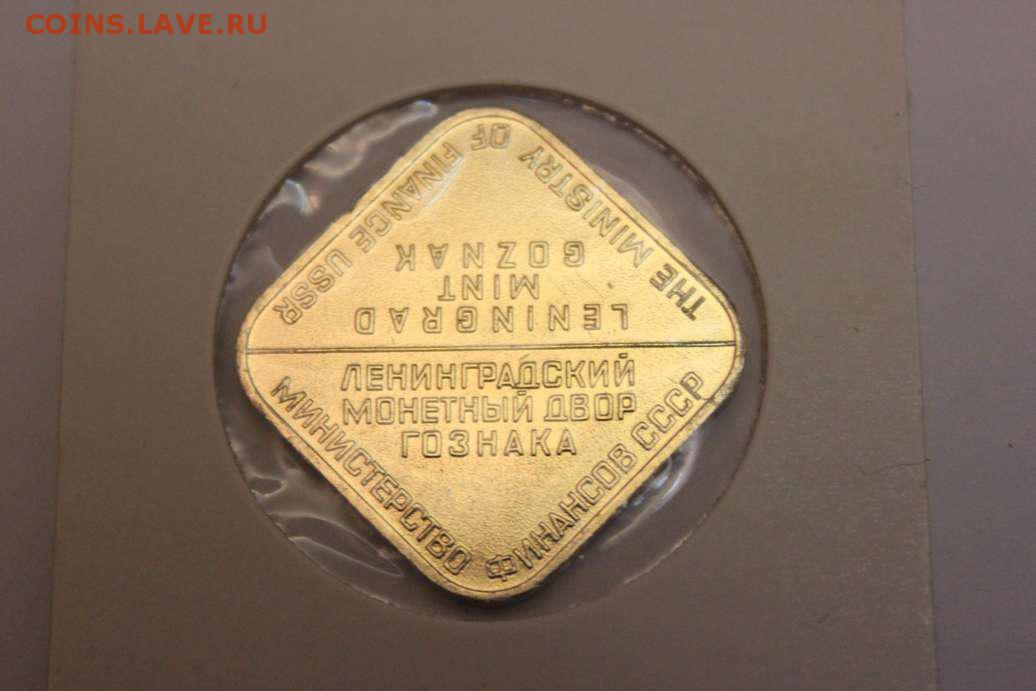 COINS.LAVE.RU
THE MINISTRY OF FINANCE USSR
LENINGRAD
MINT
GOZNAK
ЛЕНИНГРАДСКИЙ
МОНЕТНЫЙ ДВОР
ГОЗНАКА
МИНИСТЕРСТВО ФИНАНСОВ СССР